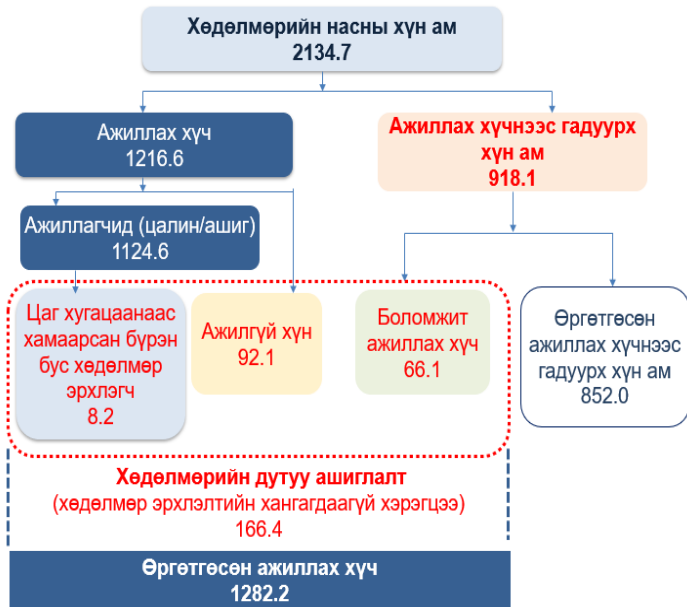 Хөдөлмөрийн насны хүн ам
2134.7
Ажиллах хүч
1216.6
Ажиллах хүчнээс гадуурх
хүн ам
918.1
Ажиллагчид (цалин/ашиг)
1124.6
Цаг хугацаанаас
хамаарсан бүрэн
бус хөдөлмөр
эрхлэгч
8.2
Ажилгүй хүн
92.1
Боломжит
ажиллах хүч
66.1
Өргөтгөсөн
ажиллах хүчнээс
гадуурх хүн ам
852.0
Хөдөлмөрийн дутуу ашиглалт
(хөдөлмөр эрхлэлтийн хангагдаагүй хэрэгцээ)
166.4
Өргөтгөсөн ажиллах хүч
1282.2